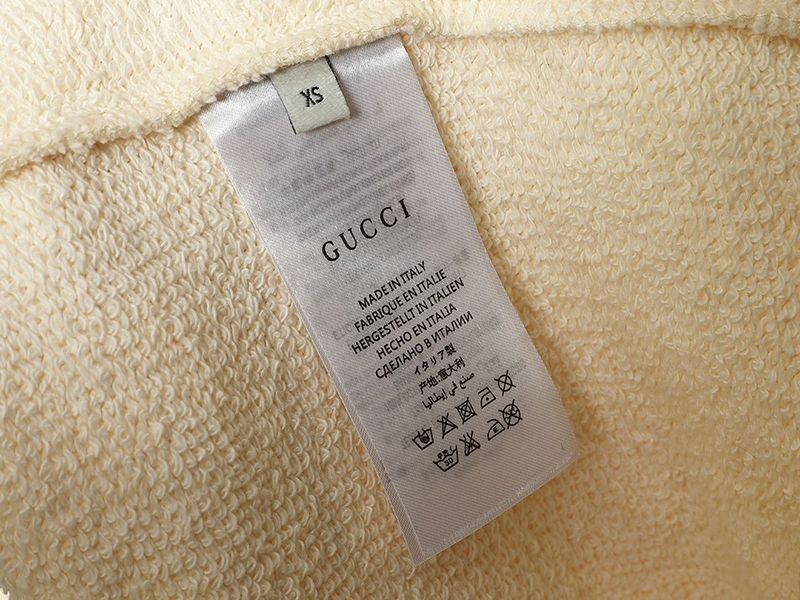 XS
GUCCI
MADE IN ITALY
FABRIQUE EN ITALIE
HERGESTELLT IN ITALIEN
HECHO EN ITALIA
СДЕЛАНО В ИТАЛИИ
イタリア製
产地:意大利
صنع في إيطاليا
30